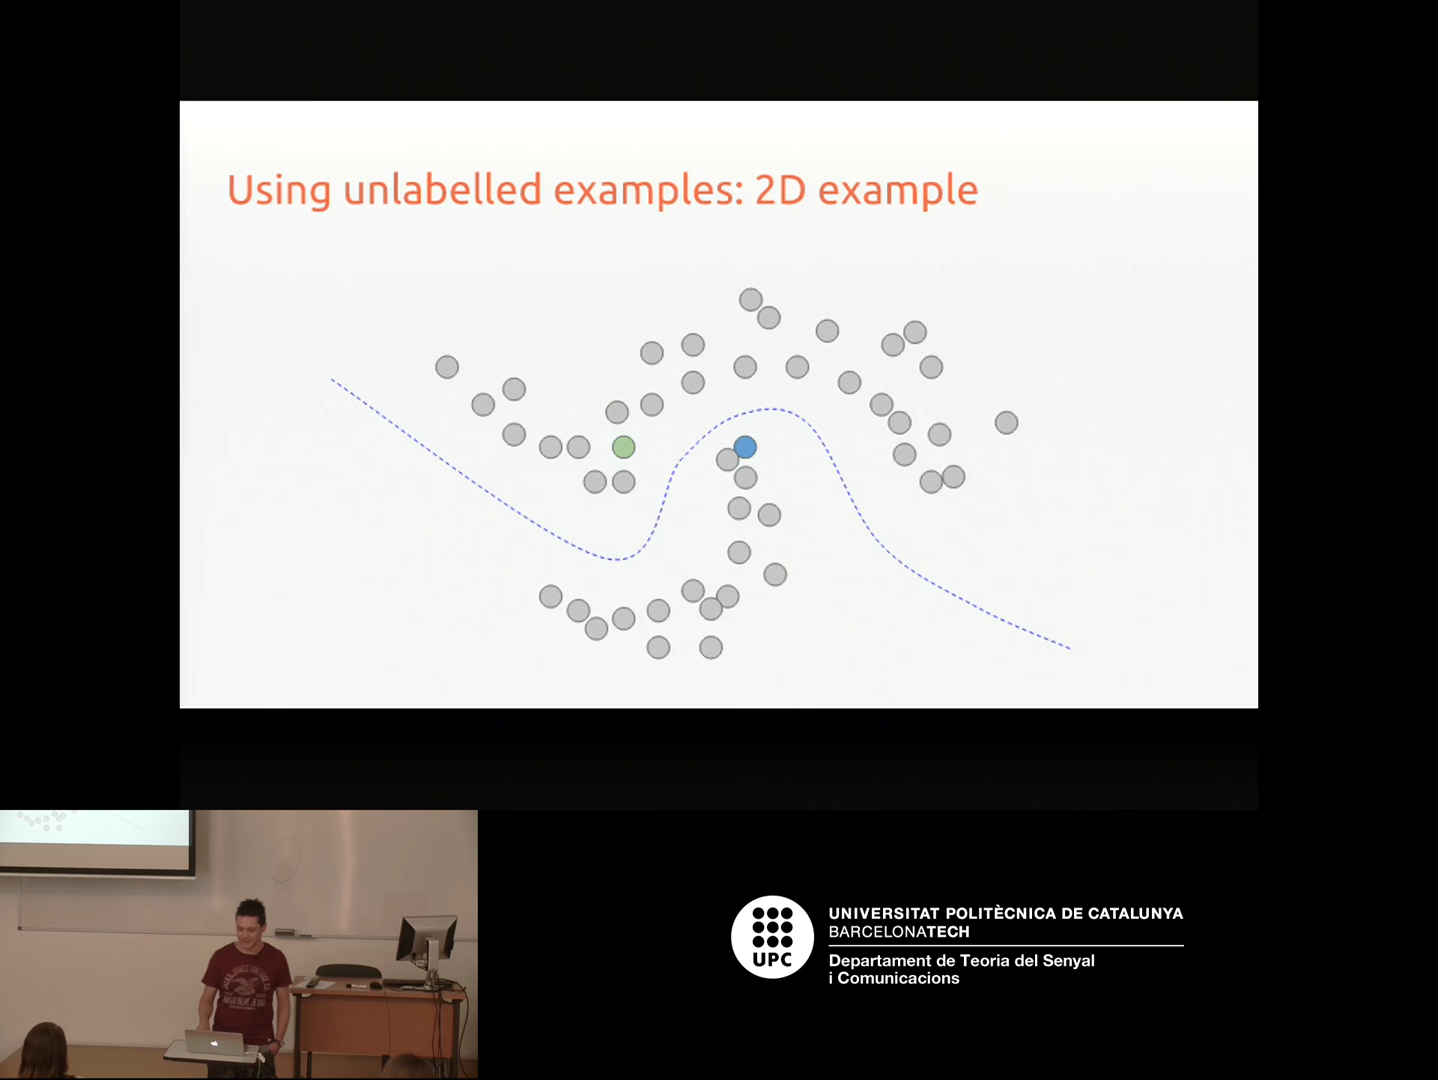 Using unlabelled examples: 2D example
UPC
UNIVERSITAT POLITÈCNICA DE CATALUNYA
BARCELONATECH
Departament de Teoria del Senyal
i Comunicacions